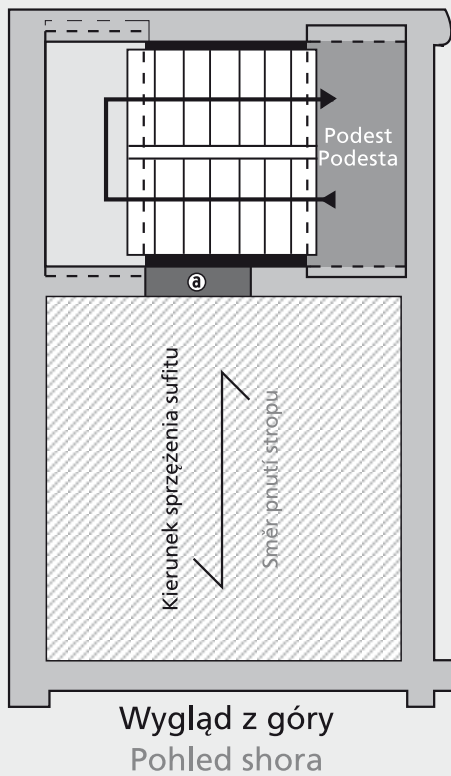 Podest
Podesta
a
Kierunek sprzężenia sufitu
Směr pnutí stropu
Wygląd z góry
Pohled shora